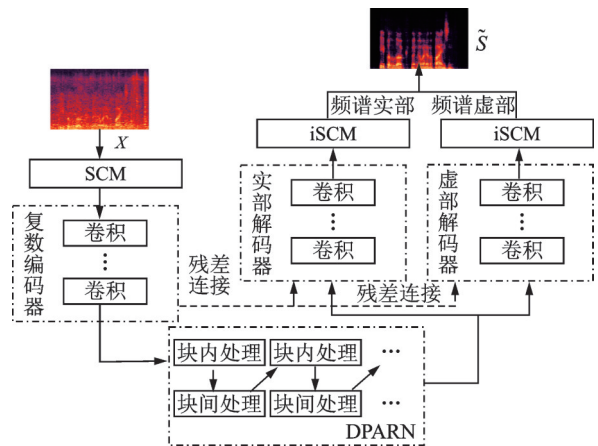 S̃
频谱实部 频谱虚部
X
iSCM iSCM
SCM
复数编码器
卷积
⋮
卷积
实部解码器
卷积
⋮
卷积
虚部解码器
卷积
⋮
卷积
残差
连接
残差连接
块内处理 块内处理 …
块间处理 块间处理 …
DPARN